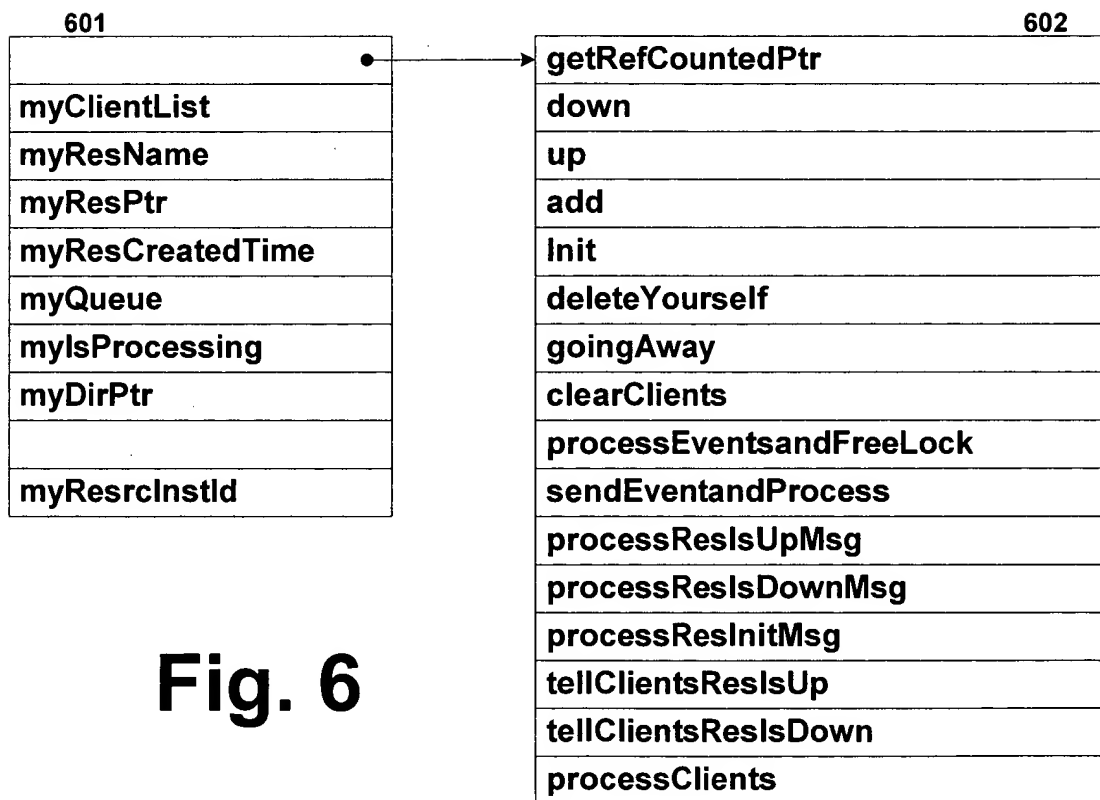 601
myClientList
myResName
myResPtr
myResCreatedTime
myQueue
myIsProcessing
myDirPtr
myResrcInstId
602
getRefCountedPtr
down
up
add
Init
deleteYourself
goingAway
clearClients
processEventsandFreeLock
sendEventandProcess
processResIsUpMsg
processResIsDownMsg
processResInitMsg
tellClientsResIsUp
tellClientsResIsDown
processClients
Fig. 6